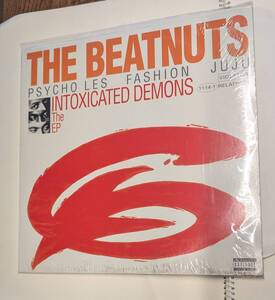 THE BEATNUTS
PSYCHO LES FASHION JUJU
INTOXICATED DEMONS
The
EP